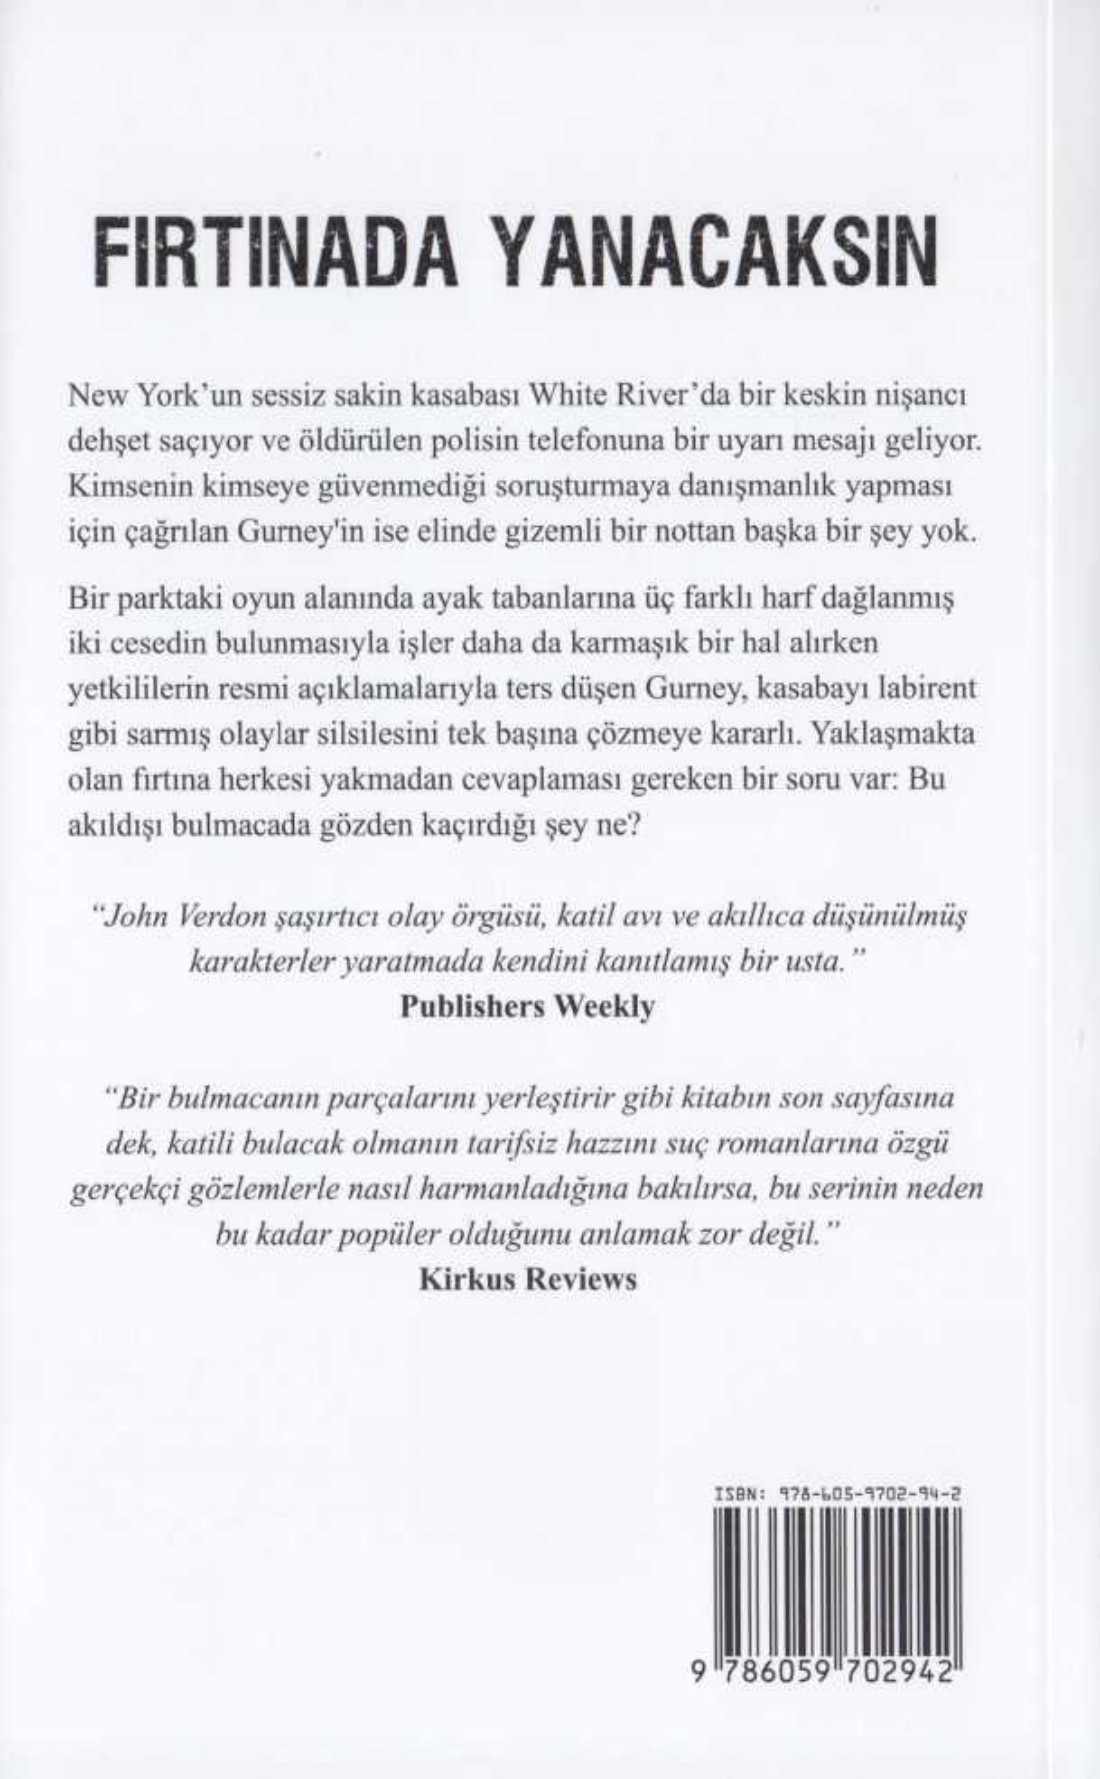 FIRTINADA YANACAKSIN
New York'un sessiz sakin kasabası White River'da bir keskin nişancı
dehşet saçıyor ve öldürülen polisin telefonuna bir uyarı mesajı geliyor.
Kimsenin kimseye güvenmediği soruşturmaya danışmanlık yapması
için çağrılan Gurney'in ise elinde gizemli bir nottan başka bir şey yok.
Bir parktaki oyun alanında ayak tabanlarına üç farklı harf dağlanmış
iki cesedin bulunmasıyla işler daha da karmaşık bir hal alırken
yetkililerin resmi açıklamalarıyla ters düşen Gurney, kasabayı labirent
gibi sarmış olaylar silsilesini tek başına çözmeye kararlı. Yaklaşmakta
olan fırtına herkesi yakmadan cevaplaması gereken bir soru var: Bu
akıldışı bulmacada gözden kaçırdığı şey ne?
“John Verdon şaşırtıcı olay örgüsü, katil avı ve akıllıca düşünülmüş
karakterler yaratmada kendini kanıtlamış bir usta.”
Publishers Weekly
“Bir bulmacanın parçalarını yerleştirir gibi kitabın son sayfasına
dek, katili bulacak olmanın tarifsiz hazzını suç romanlarına özgü
gerçekçi gözlemlerle nasıl harmanladığına bakılırsa, bu serinin neden
bu kadar popüler olduğunu anlamak zor değil.”
Kirkus Reviews
ISBN: 978-605-9702-94-2
9 786059 702942